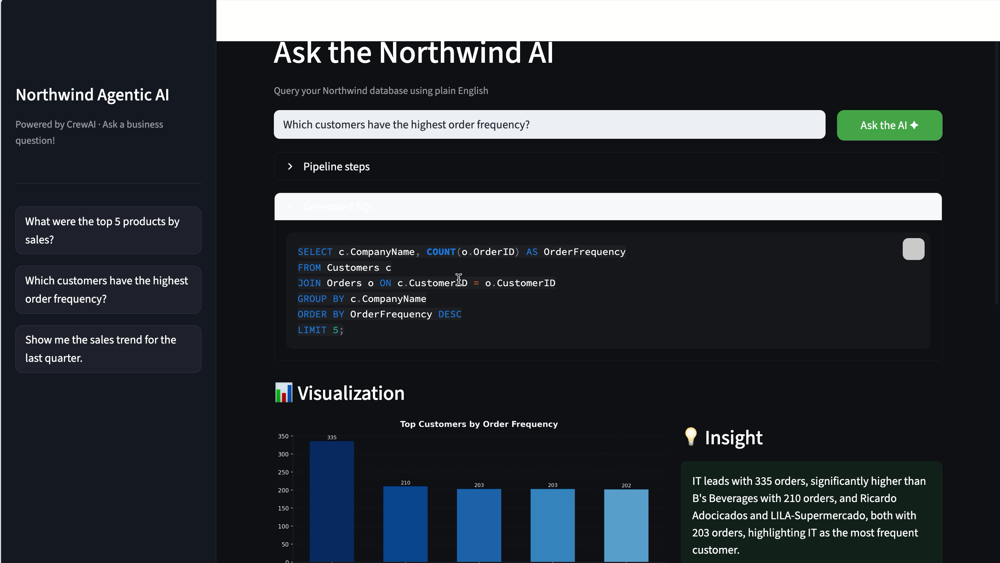 Northwind Agentic AI
Powered by CrewAI · Ask a business
question!
What were the top 5 products by
sales?
Which customers have the highest
order frequency?
Show me the sales trend for the
last quarter.
Ask the Northwind AI
Query your Northwind database using plain English
Which customers have the highest order frequency?
Ask the AI ✦
Pipeline steps
Generated SQL
SELECT c.CompanyName, COUNT(o.OrderID) AS OrderFrequency
FROM Customers c
JOIN Orders o ON c.CustomerID = o.CustomerID
GROUP BY c.CompanyName
ORDER BY OrderFrequency DESC
LIMIT 5;
📊 Visualization
Top Customers by Order Frequency
350
300
250
200
150
100
50
0
335
210
203
203
202
💡 Insight
IT leads with 335 orders, significantly higher than
B's Beverages with 210 orders, and Ricardo
Adocicados and LILA-Supermercado, both with
203 orders, highlighting IT as the most frequent
customer.